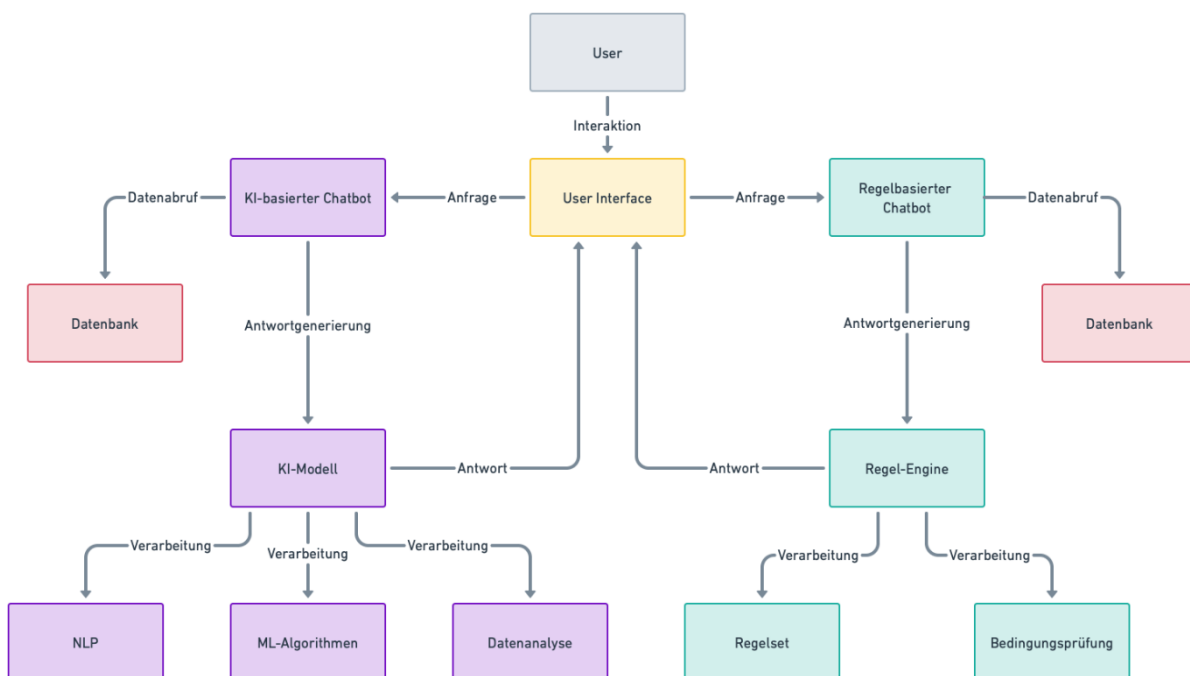 User
Interaktion
Datenabruf
KI-basierter Chatbot
Anfrage
User Interface
Anfrage
Regelbasierter
Chatbot
Datenabruf
Datenbank
Antwortgenerierung
Antwortgenerierung
Datenbank
KI-Modell
Antwort
Antwort
Regel-Engine
Verarbeitung
Verarbeitung
Verarbeitung
Verarbeitung
Verarbeitung
NLP
ML-Algorithmen
Datenanalyse
Regelset
Bedingungsprüfung